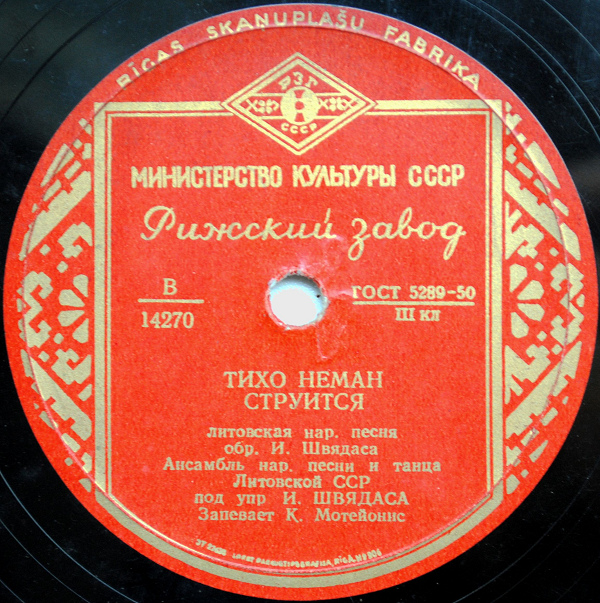 RĪGAS SKAŅUPLAŠU FABRIKA
РЗГ
СССР
МИНИСТЕРСТВО КУЛЬТУРЫ СССР
Рижский завод
В
14270
ГОСТ 5289-50
III кл
ТИХО НЕМАН
СТРУИТСЯ
литовская нар. песня
обр. И. Швядаса
Ансамбль нар. песни и танца
Литовской ССР
под упр И. ШВЯДАСА
Запевает К. Мотейонис